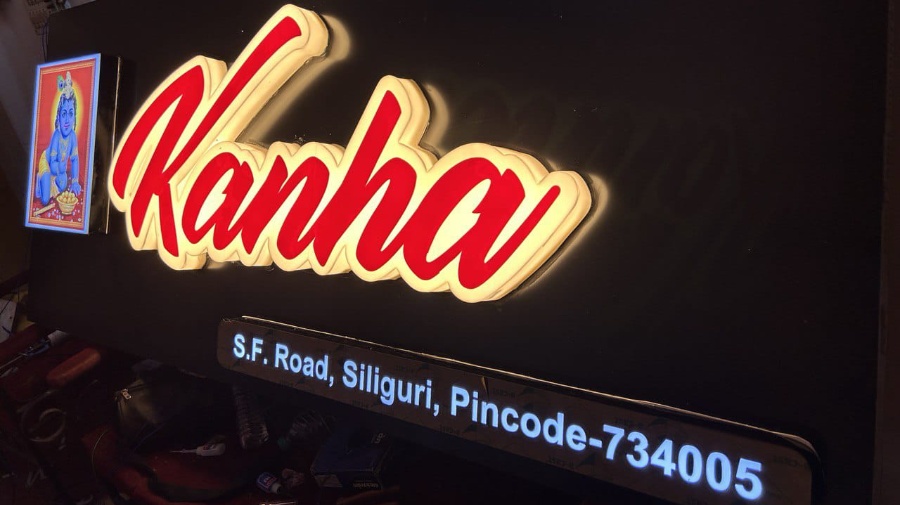 Kanha
S.F. Road, Siliguri, Pincode-734005